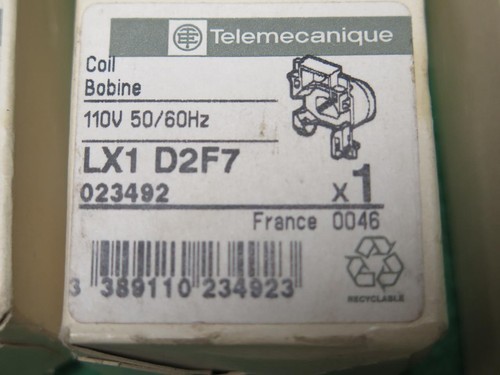 Telemecanique
Coil
Bobine
110V 50/60Hz
LX1 D2F7
023492
x1
France 0046
3 389110 234923
RECYCLABLE